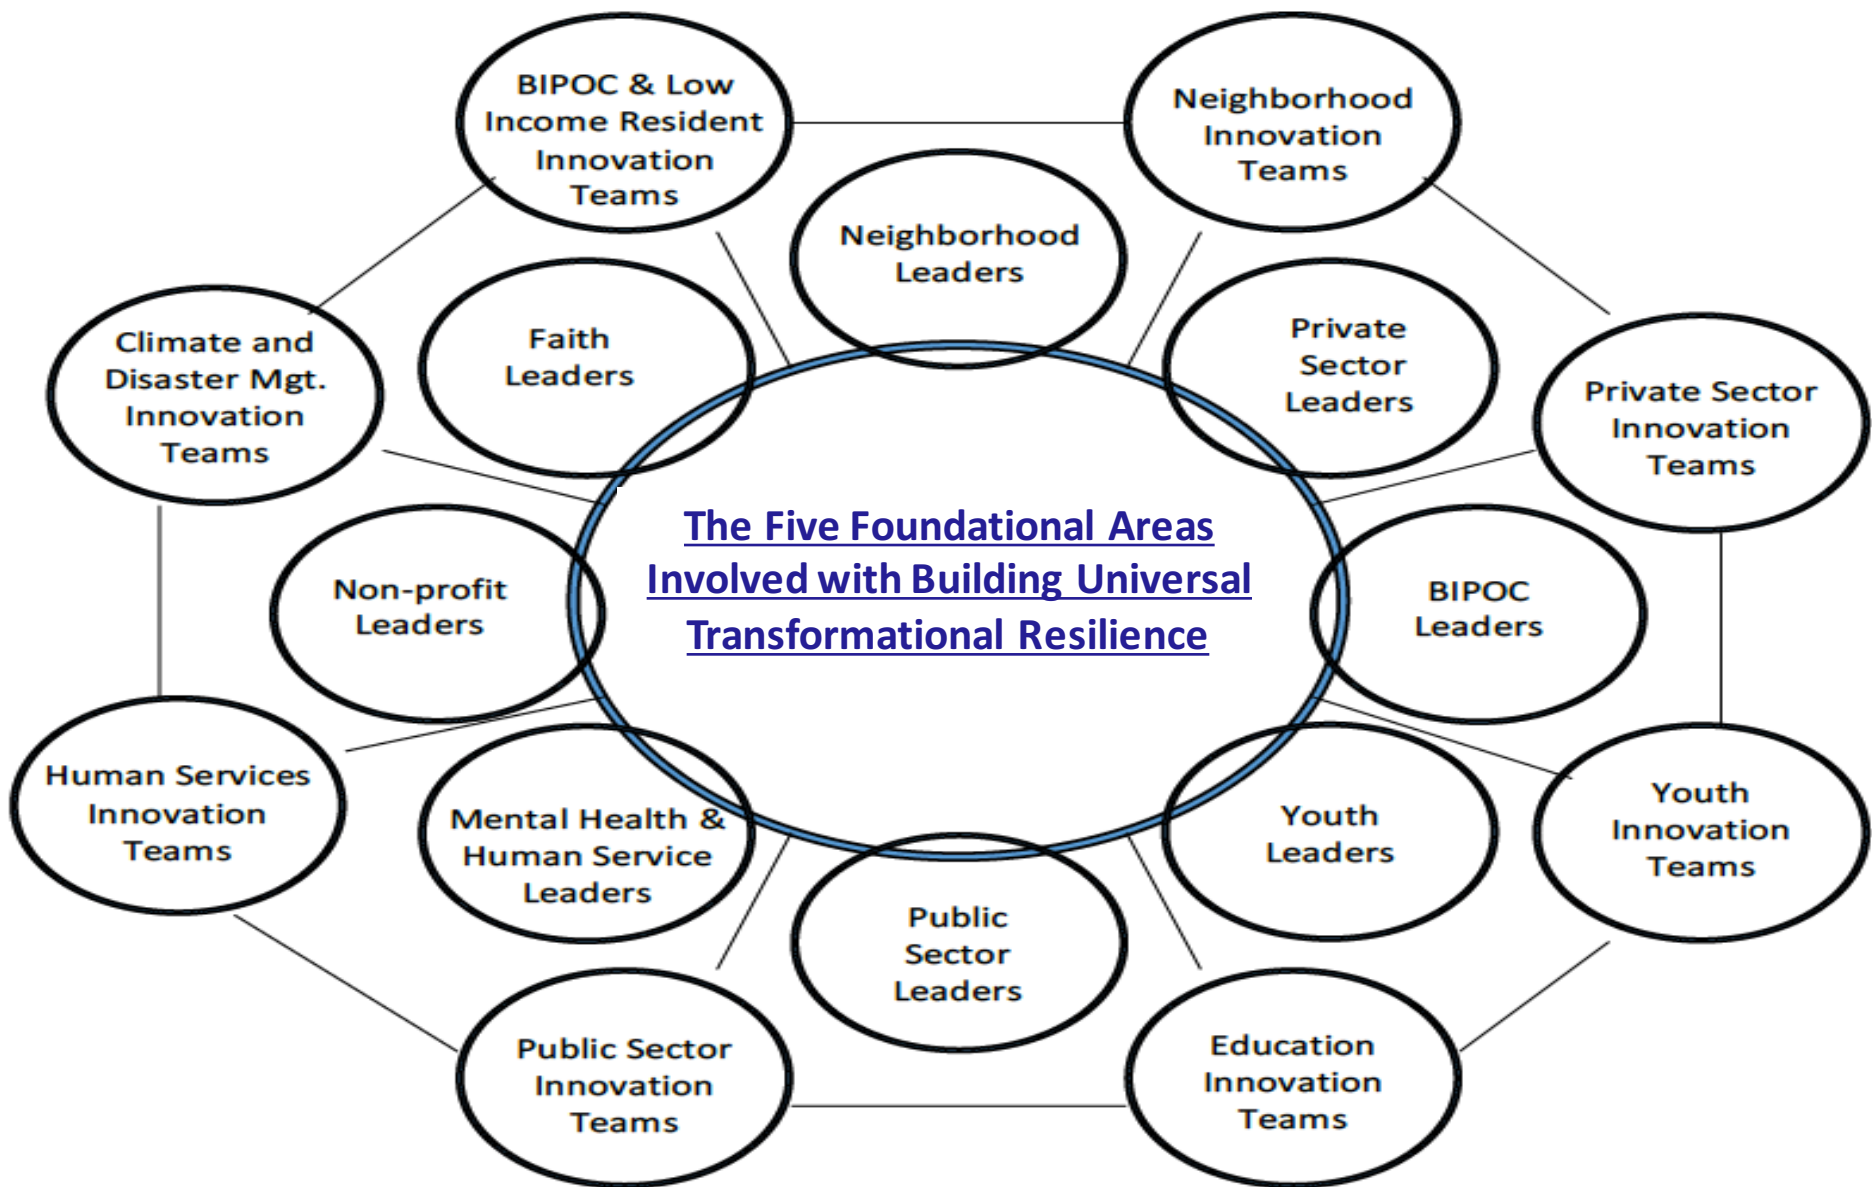 BIPOC & Low
Income Resident
Innovation
Teams
Neighborhood
Innovation
Teams
Neighborhood
Leaders
Faith
Leaders
Private
Sector
Leaders
Climate and
Disaster Mgt.
Innovation
Teams
Private Sector
Innovation
Teams
The Five Foundational Areas
Involved with Building Universal
Transformational Resilience
Non-profit
Leaders
BIPOC
Leaders
Human Services
Innovation
Teams
Mental Health &
Human Service
Leaders
Youth
Leaders
Youth
Innovation
Teams
Public
Sector
Leaders
Public Sector
Innovation
Teams
Education
Innovation
Teams